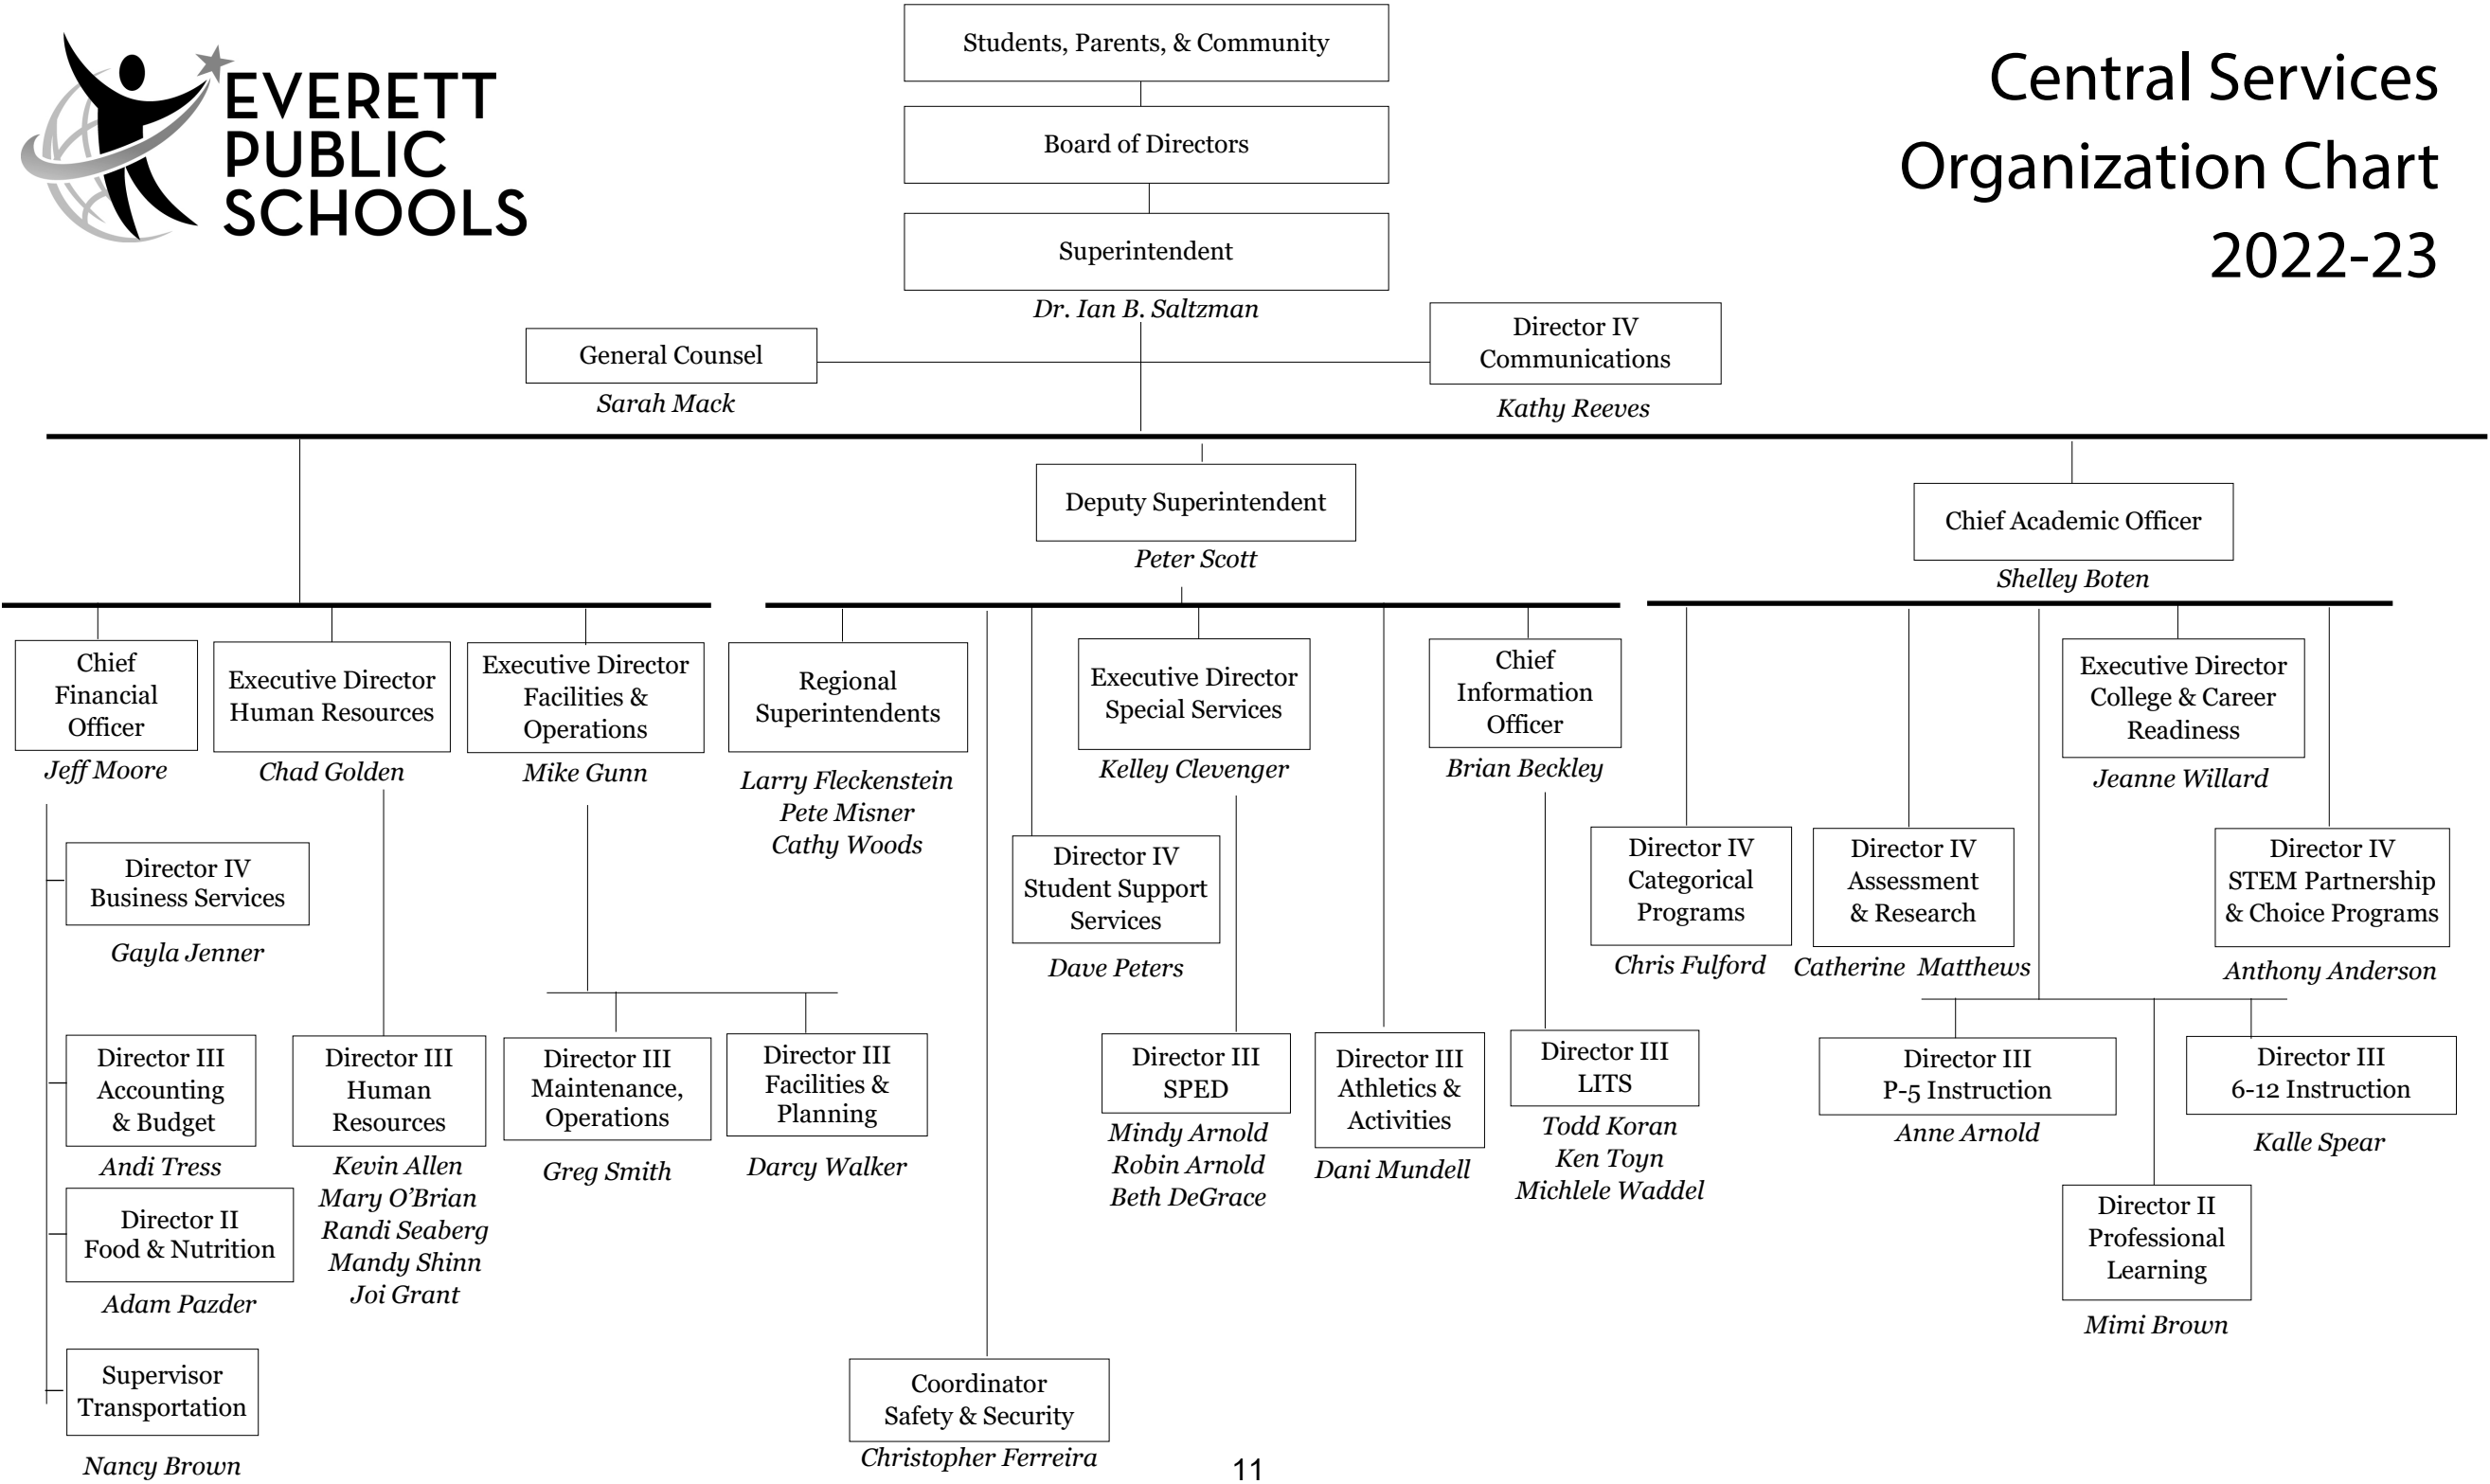 EVERETT
PUBLIC
SCHOOLS
Central Services
Organization Chart
2022-23
Students, Parents, & Community
Board of Directors
Superintendent
Dr. Ian B. Saltzman
General Counsel
Sarah Mack
Director IV
Communications
Kathy Reeves
Deputy Superintendent
Peter Scott
Chief Academic Officer
Shelley Boten
Chief
Financial
Officer
Jeff Moore
Executive Director
Human Resources
Chad Golden
Executive Director
Facilities &
Operations
Mike Gunn
Regional
Superintendents
Larry Fleckenstein
Pete Misner
Cathy Woods
Executive Director
Special Services
Kelley Clevenger
Chief
Information
Officer
Brian Beckley
Executive Director
College & Career
Readiness
Jeanne Willard
Director IV
Business Services
Gayla Jenner
Director IV
Student Support
Services
Dave Peters
Director IV
Categorical
Programs
Chris Fulford
Director IV
Assessment
& Research
Catherine Matthews
Director IV
STEM Partnership
& Choice Programs
Anthony Anderson
Director III
Accounting
& Budget
Andi Tress
Director III
Human
Resources
Kevin Allen
Mary O'Brian
Randi Seaberg
Mandy Shinn
Joi Grant
Director III
Maintenance,
Operations
Greg Smith
Director III
Facilities &
Planning
Darcy Walker
Director III
SPED
Mindy Arnold
Robin Arnold
Beth DeGrace
Director III
Athletics &
Activities
Dani Mundell
Director III
LITS
Todd Koran
Ken Toyn
Michlele Waddel
Director III
P-5 Instruction
Anne Arnold
Director III
6-12 Instruction
Kalle Spear
Director II
Food & Nutrition
Adam Pazder
Director II
Professional
Learning
Mimi Brown
Supervisor
Transportation
Nancy Brown
Coordinator
Safety & Security
Christopher Ferreira
11